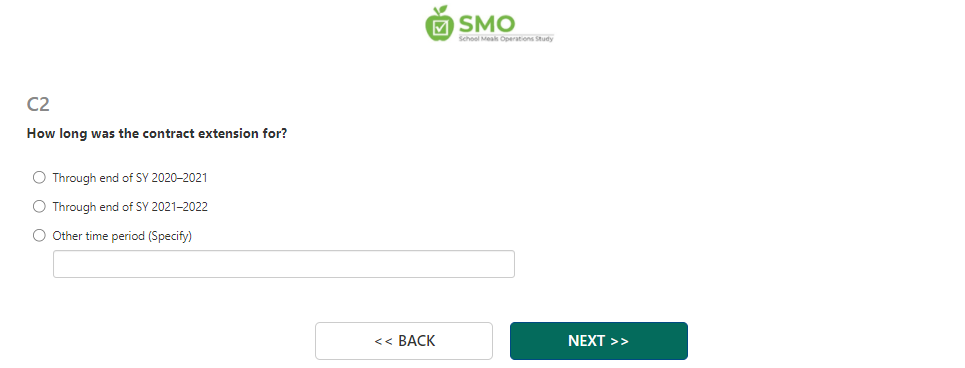 SMO
School Meals Operations Study
C2
How long was the contract extension for?
Through end of SY 2020–2021
Through end of SY 2021–2022
Other time period (Specify)
<< BACK
NEXT >>